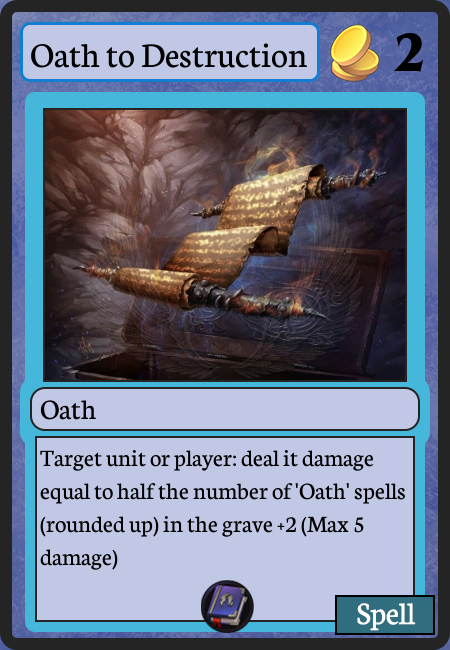 Oath to Destruction
2
Oath
Target unit or player: deal it damage
equal to half the number of 'Oath' spells
(rounded up) in the grave +2 (Max 5
damage)
Spell